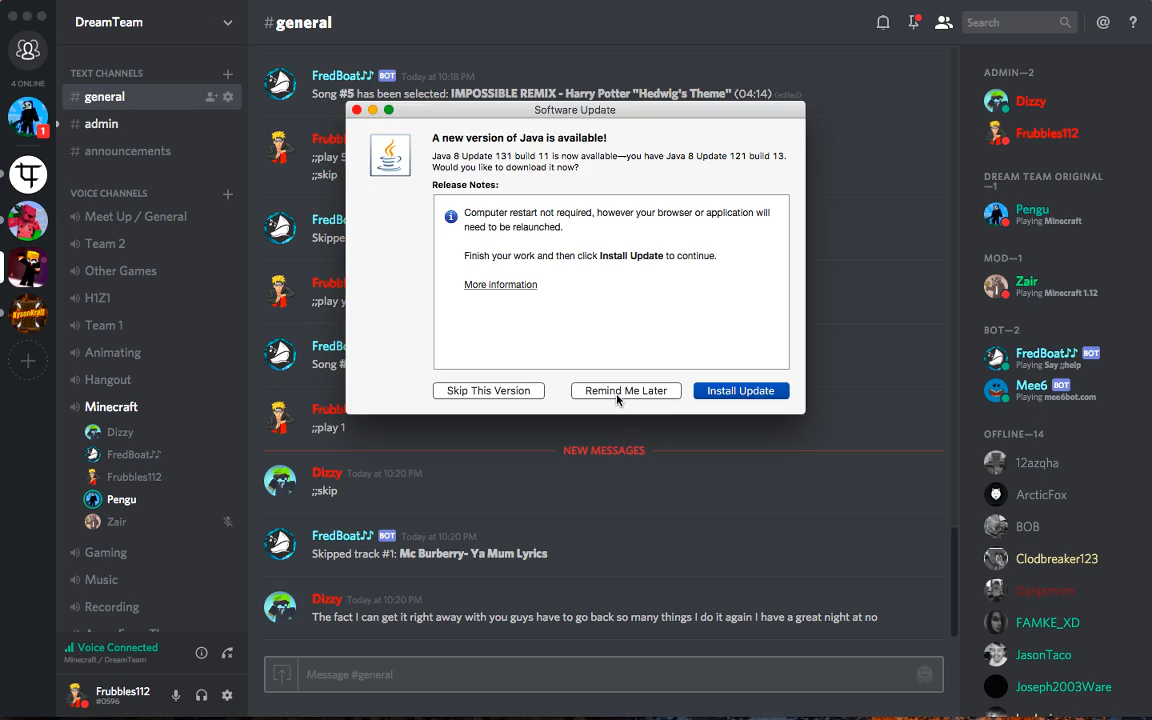 DreamTeam
#general
Search
@
?
4 ONLINE
1
KysenKraft
TEXT CHANNELS
# general
# admin
# announcements
VOICE CHANNELS
Meet Up / General
Team 2
Other Games
H1Z1
Team 1
Animating
Hangout
Minecraft
Dizzy
FredBoat♪♪
Frubbles112
Pengu
Zair
Gaming
Music
Recording
Voice Connected
Minecraft / DreamTeam
Frubbles112
#0596
FredBoat♪♪ BOT Today at 10:18 PM
Song #5 has been selected: IMPOSSIBLE REMIX - Harry Potter "Hedwig's Theme" (04:14) (edited)
Frubb
;;play 5
;;skip
FredB
Skippe
Frubbl
;;play y
FredB
Song #
Frubbl
;;play 1
Software Update
A new version of Java is available!
Java 8 Update 131 build 11 is now available—you have Java 8 Update 121 build 13.
Would you like to download it now?
Release Notes:
Computer restart not required, however your browser or application will
need to be relaunched.
Finish your work and then click Install Update to continue.
More information
Skip This Version
Remind Me Later
Install Update
NEW MESSAGES
Dizzy Today at 10:20 PM
;;skip
FredBoat♪♪ BOT Today at 10:20 PM
Skipped track #1: Mc Burberry- Ya Mum Lyrics
Dizzy Today at 10:20 PM
The fact I can get it right away with you guys have to go back so many things I do it again I have a great night at no
Message #general
ADMIN—2
Dizzy
Frubbles112
DREAM TEAM ORIGINAL
—1
Pengu
Playing Minecraft
MOD—1
Zair
Playing Minecraft 1.12
BOT—2
FredBoat♪♪ BOT
Playing Say ;;help
Mee6 BOT
Playing mee6bot.com
OFFLINE—14
12azqha
ArcticFox
BOB
Clodbreaker123
FAMKE_XD
JasonTaco
Joseph2003Ware